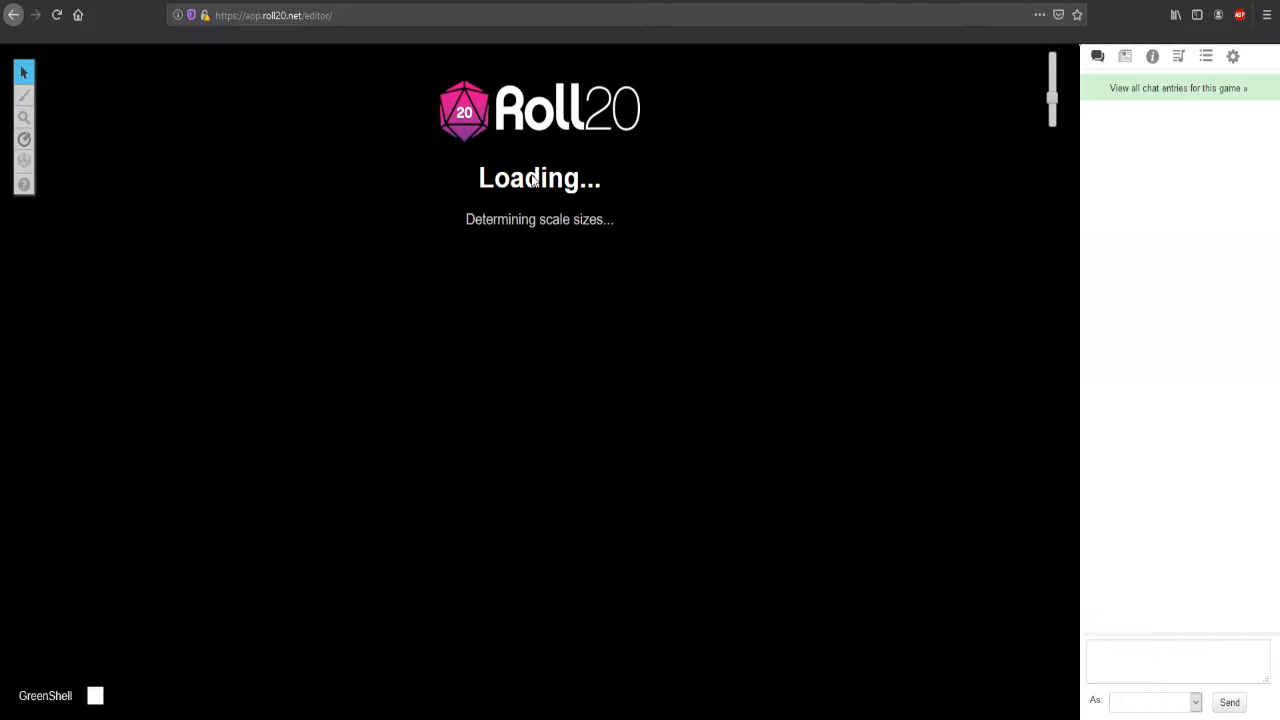 https://app.roll20.net/editor/
ABP
20 Roll20
Loading...
Determining scale sizes...
View all chat entries for this game »
GreenShell
As:
Send